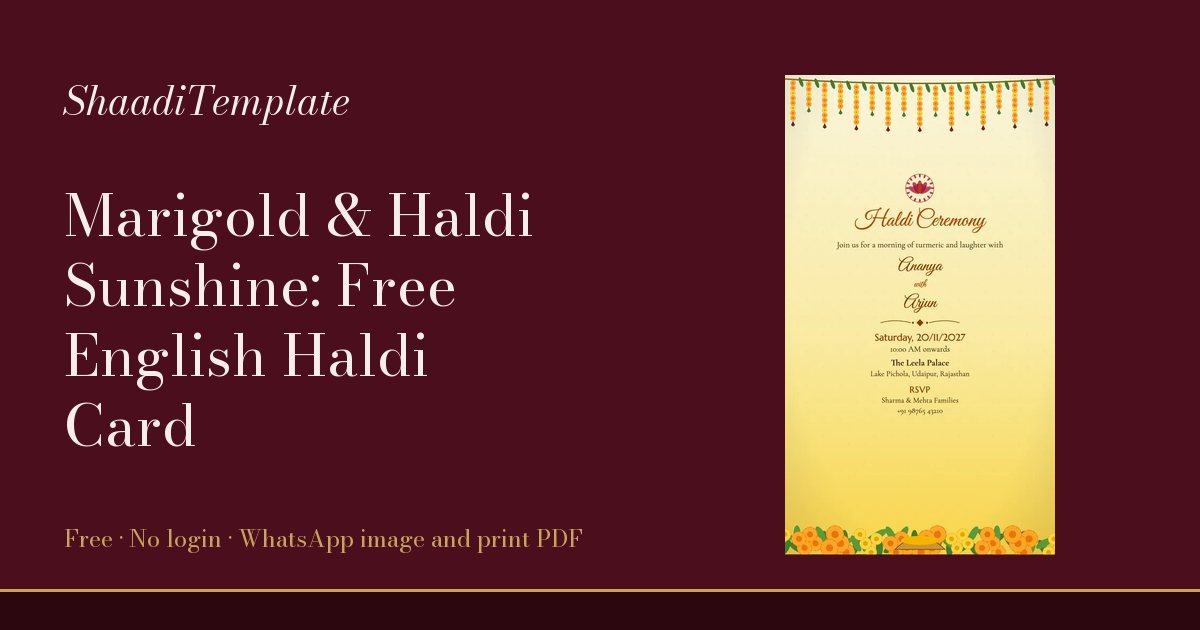 ShaadiTemplate
Marigold & Haldi
Sunshine: Free
English Haldi
Card
Free · No login · WhatsApp image and print PDF
Haldi Ceremony
Join us for a morning of turmeric and laughter with
Ananya
with
Arjun
Saturday, 20/11/2027
10:00 AM onwards
The Leela Palace
Lake Pichola, Udaipur, Rajasthan
RSVP
Sharma & Mehta Families
+91 98765 43210